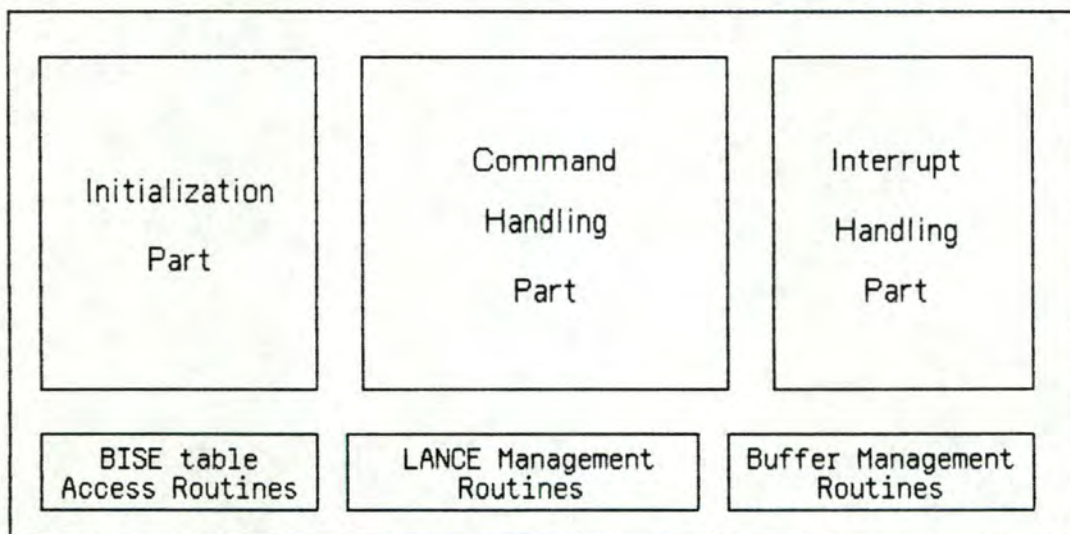 Initialization
Part
Command
Handling
Part
Interrupt
Handling
Part
BISE table
Access Routines
LANCE Management
Routines
Buffer Management
Routines